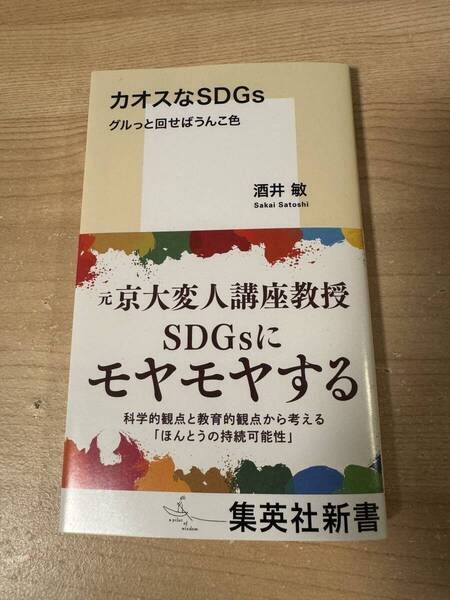 カオスなSDGs
グルっと回せばうんこ色
酒井 敏
Sakai Satoshi
元 京大変人講座教授
SDGsに
モヤモヤする
科学的観点と教育的観点から考える
「ほんとうの持続可能性」
a pilot of
wisdom
集英社新書